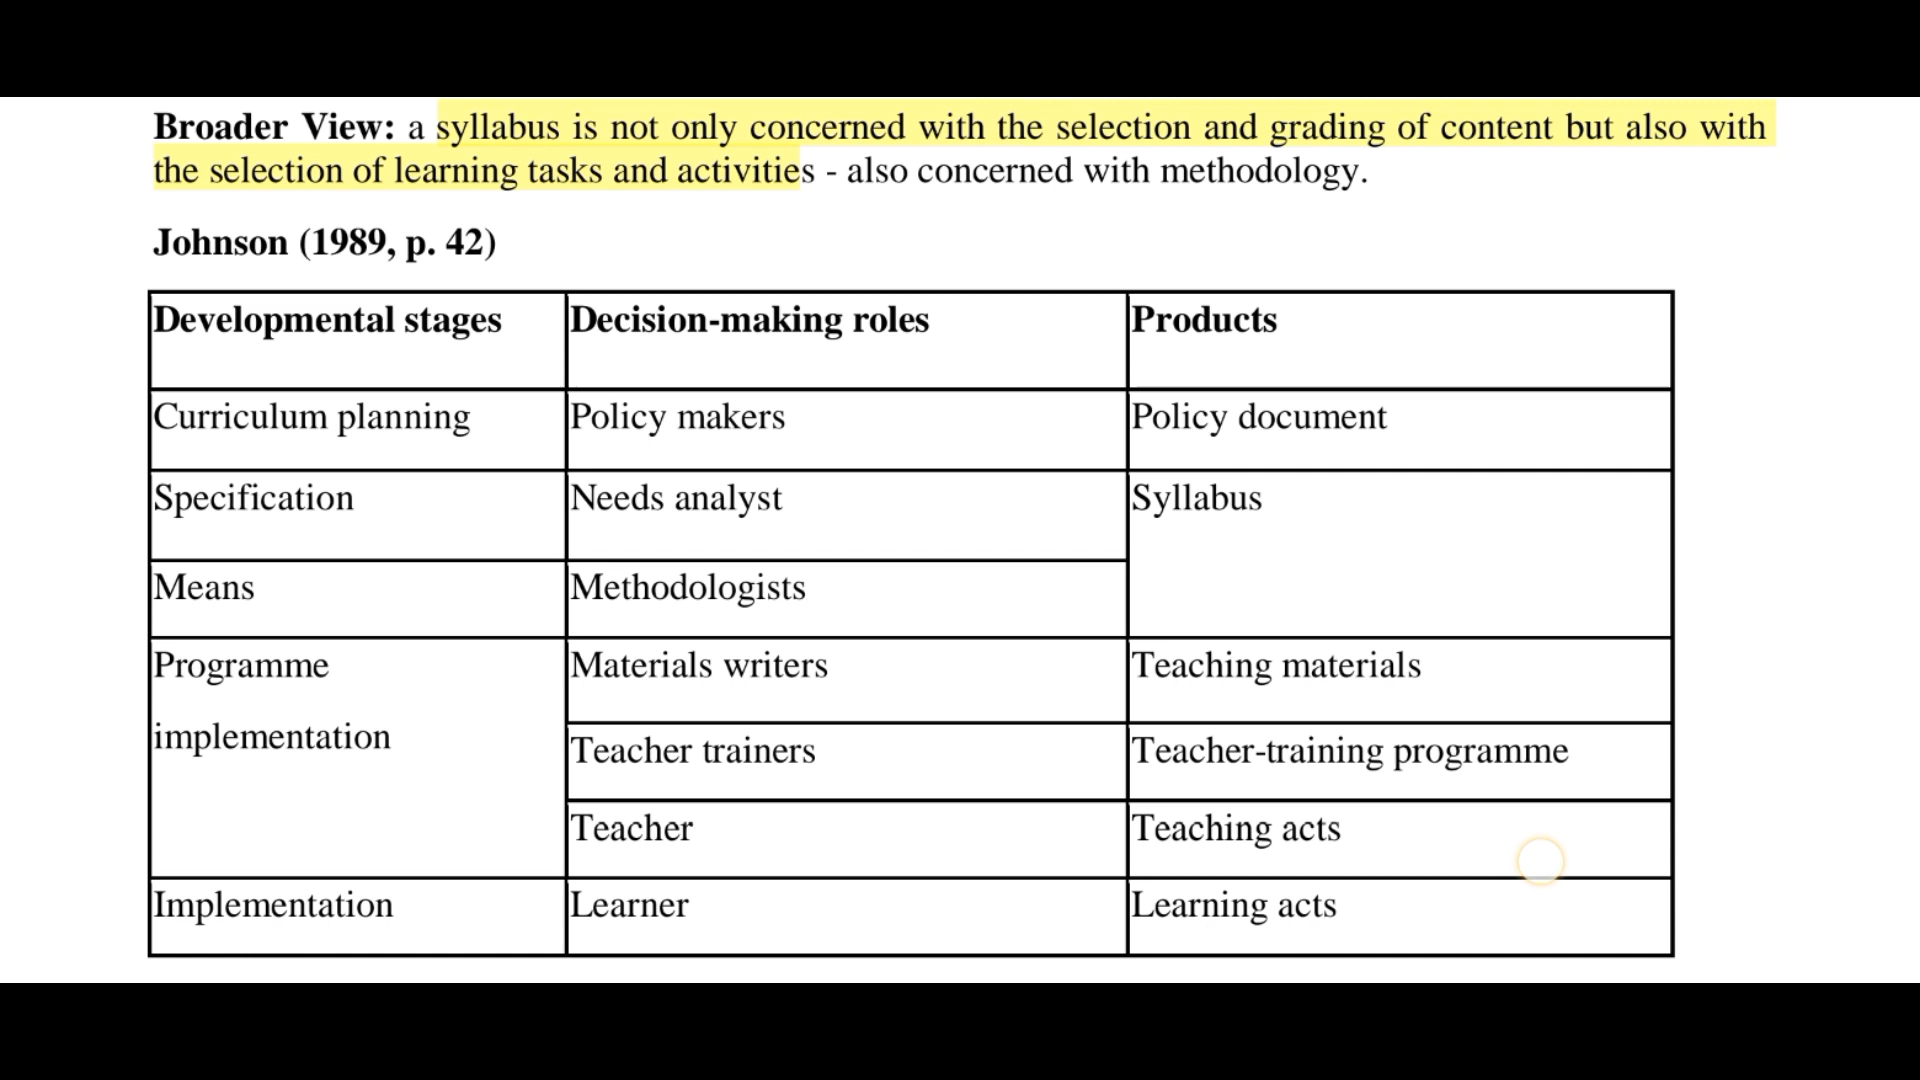 Broader View: a syllabus is not only concerned with the selection and grading of content but also with
the selection of learning tasks and activities - also concerned with methodology.
Johnson (1989, p. 42)
Developmental stages Decision-making roles Products
Curriculum planning Policy makers Policy document
Specification Needs analyst Syllabus
Means Methodologists
Programme Materials writers Teaching materials
implementation
Teacher trainers Teacher-training programme
Teacher Teaching acts
Implementation Learner Learning acts